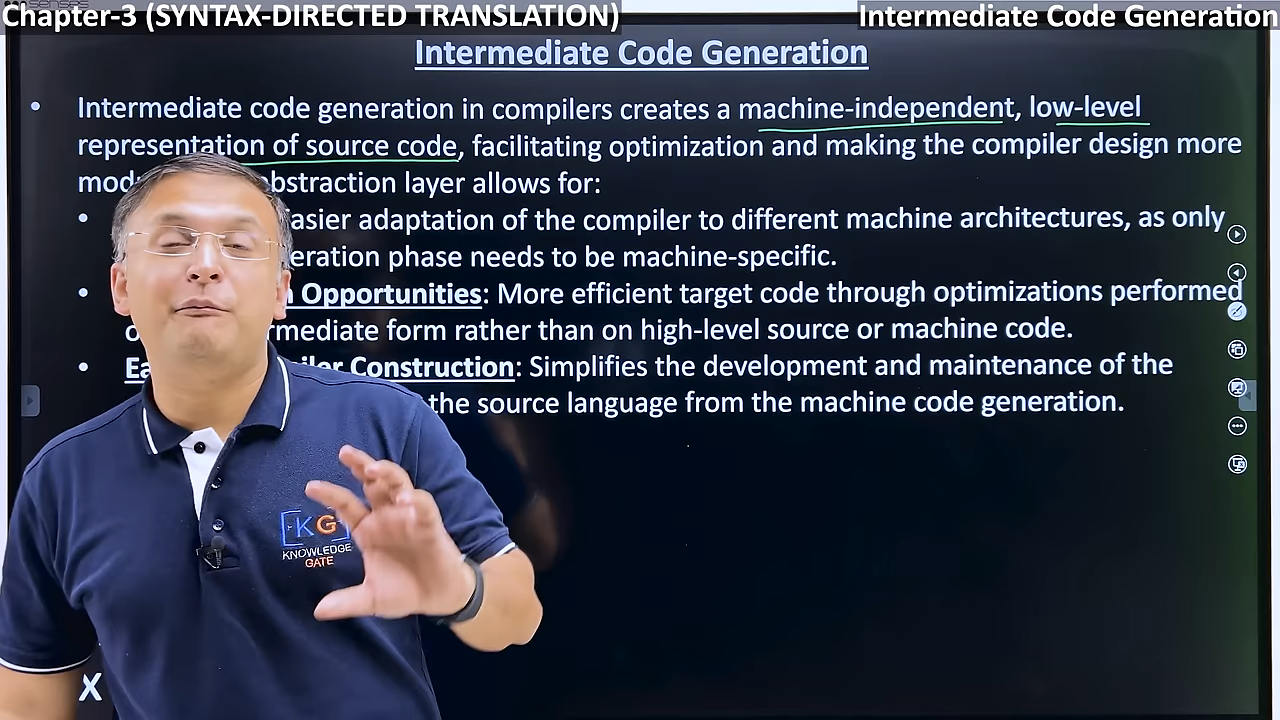 Chapter-3 (SYNTAX-DIRECTED TRANSLATION)
Intermediate Code Generation
Intermediate Code Generation
• Intermediate code generation in compilers creates a machine-independent, low-level
representation of source code, facilitating optimization and making the compiler design more
mod abstraction layer allows for:
• asier adaptation of the compiler to different machine architectures, as only
eration phase needs to be machine-specific.
• n Opportunities: More efficient target code through optimizations performed
o rmediate form rather than on high-level source or machine code.
• Ea iler Construction: Simplifies the development and maintenance of the
the source language from the machine code generation.
KG
KNOWLEDGE
GATE
X